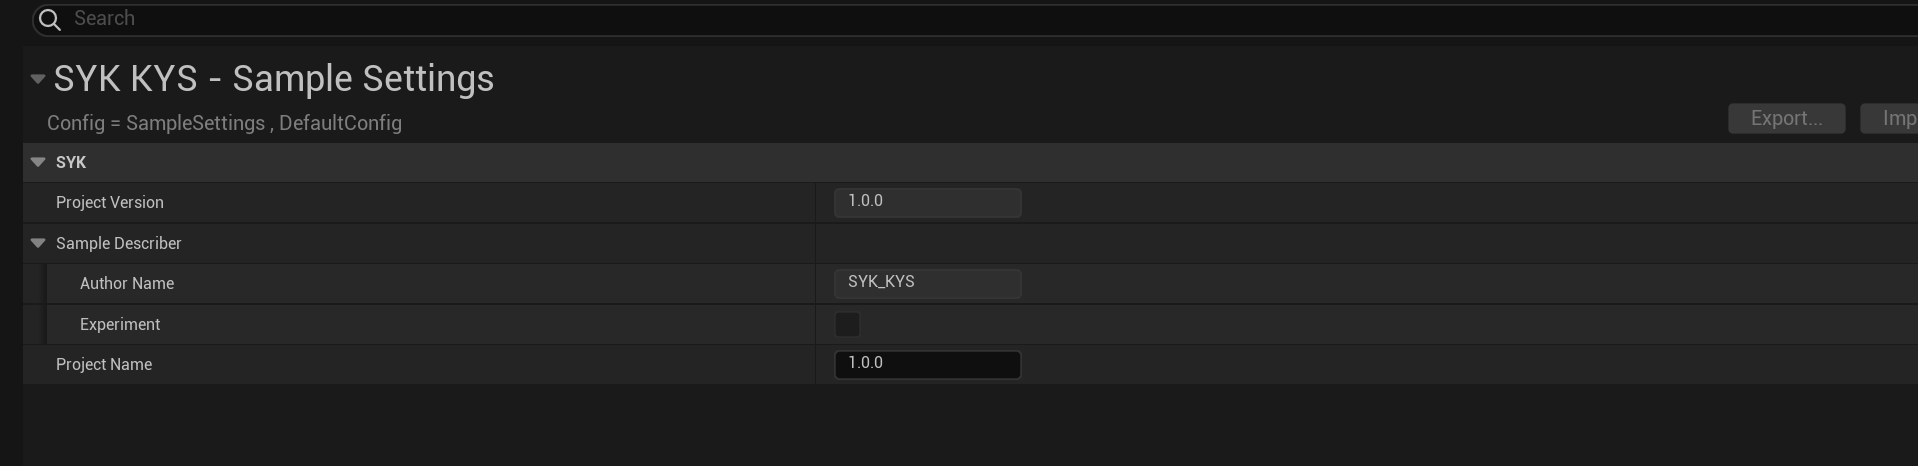 Search
SYK KYS - Sample Settings
Config = SampleSettings , DefaultConfig
Export...
Imp
SYK
Project Version
1.0.0
Sample Describer
Author Name
SYK_KYS
Experiment
Project Name
1.0.0